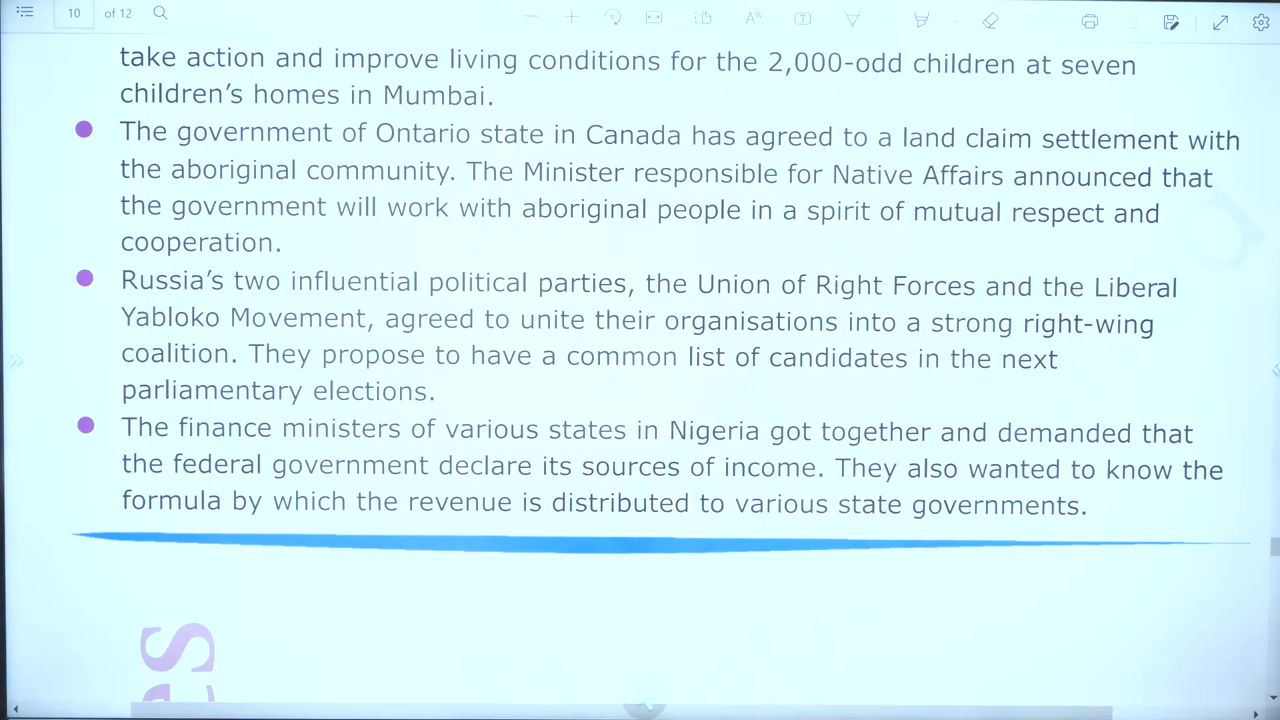 10 of 12
take action and improve living conditions for the 2,000-odd children at seven
children's homes in Mumbai.
The government of Ontario state in Canada has agreed to a land claim settlement with
the aboriginal community. The Minister responsible for Native Affairs announced that
the government will work with aboriginal people in a spirit of mutual respect and
cooperation.
Russia's two influential political parties, the Union of Right Forces and the Liberal
Yabloko Movement, agreed to unite their organisations into a strong right-wing
coalition. They propose to have a common list of candidates in the next
parliamentary elections.
The finance ministers of various states in Nigeria got together and demanded that
the federal government declare its sources of income. They also wanted to know the
formula by which the revenue is distributed to various state governments.